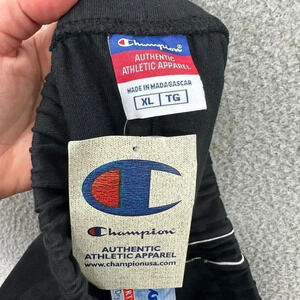 Champion
AUTHENTIC
ATHLETIC APPAREL
MADE IN MADAGASCAR
XL TG
Champion
AUTHENTIC
ATHLETIC APPAREL
www.championusa.com